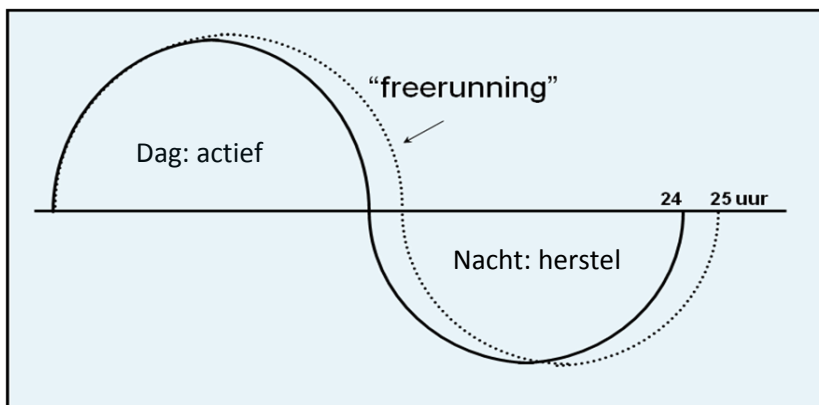 “freerunning”
Dag: actief
24 25 uur
Nacht: herstel